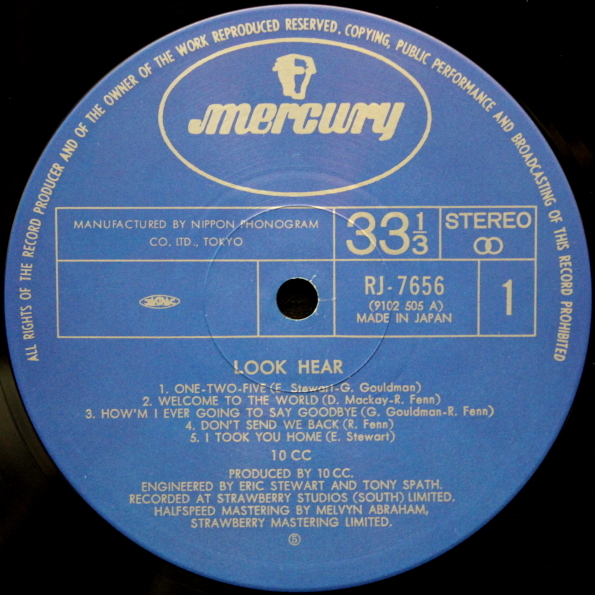 ALL RIGHTS OF THE RECORD PRODUCER AND OF THE OWNER OF THE WORK REPRODUCED RESERVED. COPYING, PUBLIC PERFORMANCE AND BROADCASTING OF THIS RECORD PROHIBITED
mercury
MANUFACTURED BY NIPPON PHONOGRAM
CO. LTD., TOKYO
33 1/3
STEREO
RJ-7656
(9102 505 A)
MADE IN JAPAN
1
LOOK HEAR
1. ONE-TWO-FIVE (E. Stewart-G. Gouldman)
2. WELCOME TO THE WORLD (D. Mackay-R. Fenn)
3. HOW'M I EVER GOING TO SAY GOODBYE (G. Gouldman-R. Fenn)
4. DON'T SEND WE BACK (R. Fenn)
5. I TOOK YOU HOME (E. Stewart)
10 CC
PRODUCED BY 10 CC.
ENGINEERED BY ERIC STEWART AND TONY SPATH.
RECORDED AT STRAWBERRY STUDIOS (SOUTH) LIMITED.
HALFSPEED MASTERING BY MELVYN ABRAHAM,
STRAWBERRY MASTERING LIMITED.